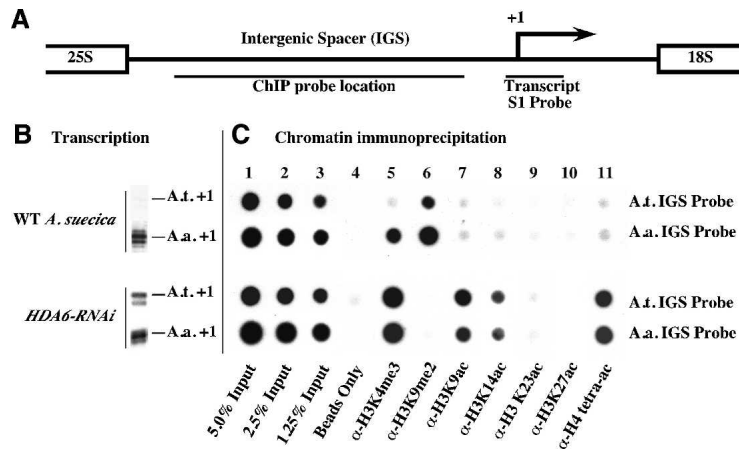 A
+1
Intergenic Spacer (IGS)
25S
18S
ChIP probe location
Transcript
S1 Probe
B Transcription
C Chromatin immunoprecipitation
1 2 3 4 5 6 7 8 9 10 11
WT A. suecica
A.t. +1
A.t. IGS Probe
A.a. +1
A.a. IGS Probe
HDA6-RNAi
A.t. +1
A.t. IGS Probe
A.a. +1
A.a. IGS Probe
5.0% Input
2.5% Input
1.25% Input
Beads Only
α-H3K4me3
α-H3K9me2
α-H3K9ac
α-H3K14ac
α-H3 K23ac
α-H3K27ac
α-H4 tetra-ac